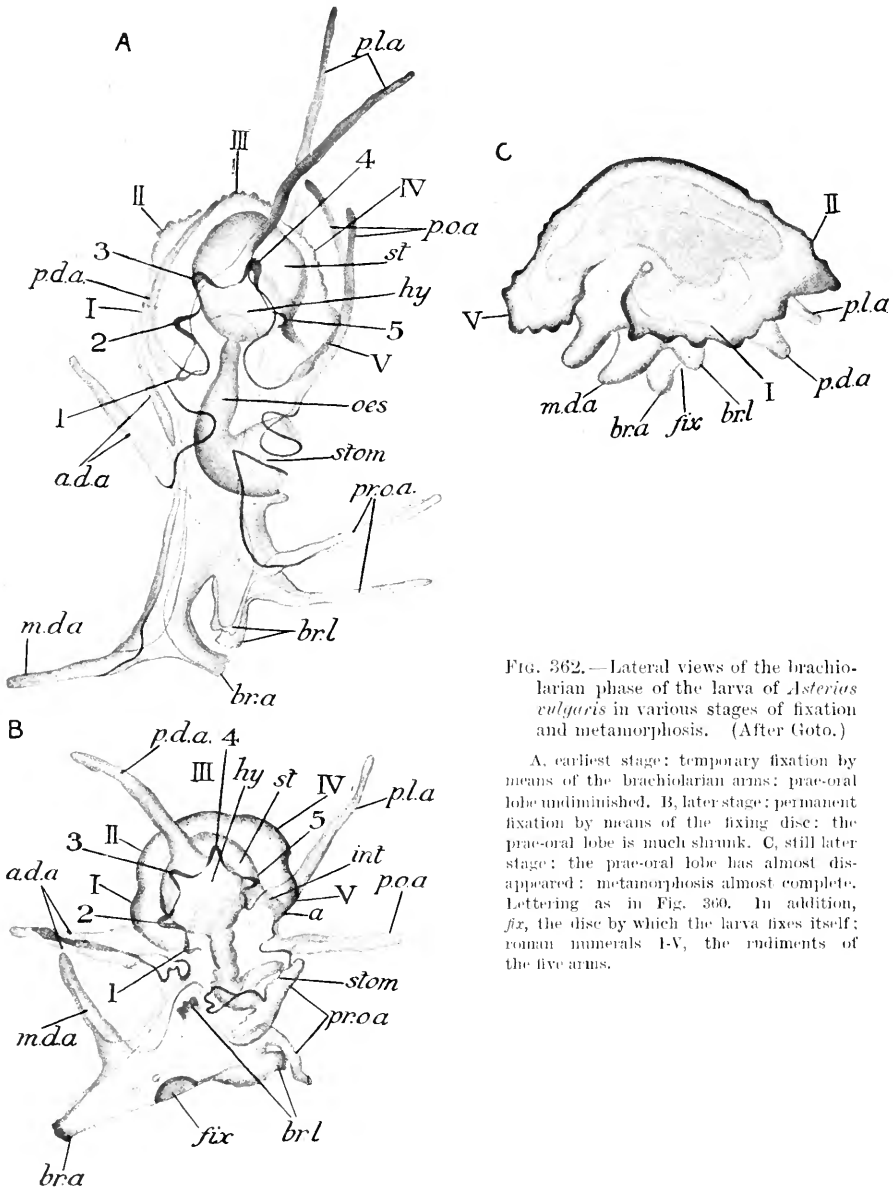 A
p.l.a
III
4
II
IV
3
p.o.a
st
p.d.a.
hy
I
2
5
V
1
oes
a.d.a
stom
pr.o.a.
m.d.a
br.l
br.a
C
II
V
p.l.a
I
p.d.a
m.d.a
br.l
br.a
fix
B
p.d.a.
4
III
hy
st
IV
p.l.a
3
II
5
int
a.d.a
I
V
p.o.a
2
a
1
stom
m.d.a
pr.o.a
fix
br.l
br.a
FIG. 362.—Lateral views of the brachio-
larian phase of the larva of Asterias
vulgaris in various stages of fixation
and metamorphosis. (After Goto.)
A, earliest stage: temporary fixation by
means of the brachiolarian arms: prae-oral
lobe undiminished. B, later stage: permanent
fixation by means of the fixing disc: the
prae-oral lobe is much shrunk. C, still later
stage: the prae-oral lobe has almost dis-
appeared: metamorphosis almost complete.
Lettering as in Fig. 360. In addition,
fix, the disc by which the larva fixes itself;
roman numerals I-V, the rudiments of
the five arms.